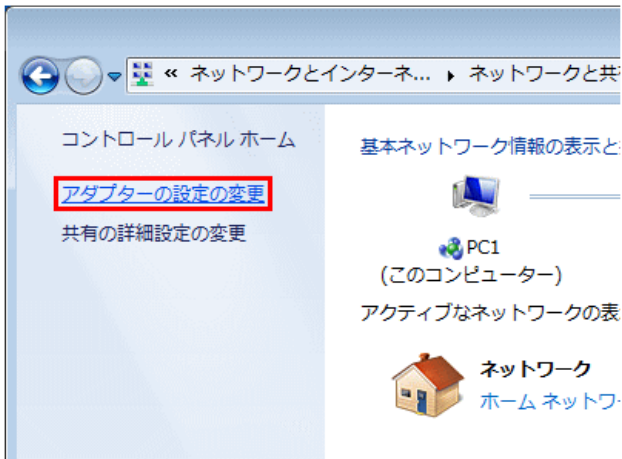 « ネットワークとインターネ... ▸ ネットワークと共
コントロール パネル ホーム
アダプターの設定の変更
共有の詳細設定の変更
基本ネットワーク情報の表示と
PC1
(このコンピューター)
アクティブなネットワークの表
ネットワーク
ホーム ネットワ